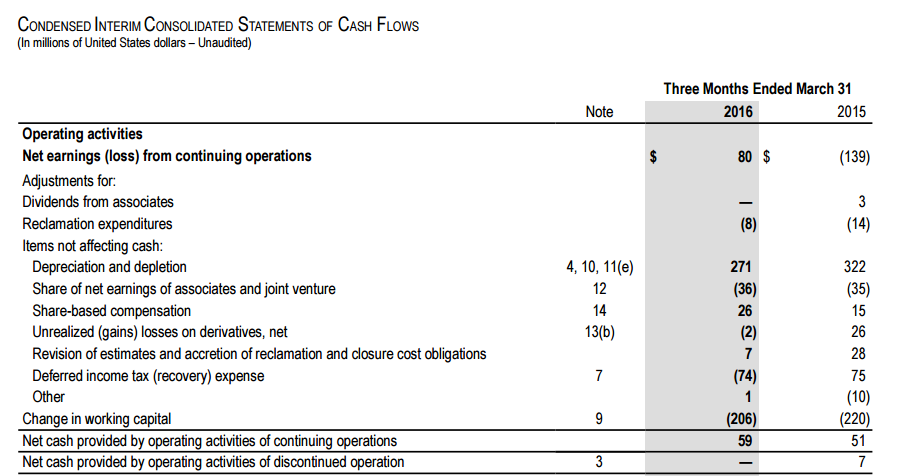 CONDENSED INTERIM CONSOLIDATED STATEMENTS OF CASH FLOWS
(In millions of United States dollars – Unaudited)
Three Months Ended March 31
Note 2016 2015
Operating activities
Net earnings (loss) from continuing operations $ 80 $ (139)
Adjustments for:
Dividends from associates — 3
Reclamation expenditures (8) (14)
Items not affecting cash:
Depreciation and depletion 4, 10, 11(e) 271 322
Share of net earnings of associates and joint venture 12 (36) (35)
Share-based compensation 14 26 15
Unrealized (gains) losses on derivatives, net 13(b) (2) 26
Revision of estimates and accretion of reclamation and closure cost obligations 7 28
Deferred income tax (recovery) expense 7 (74) 75
Other 1 (10)
Change in working capital 9 (206) (220)
Net cash provided by operating activities of continuing operations 59 51
Net cash provided by operating activities of discontinued operation 3 — 7